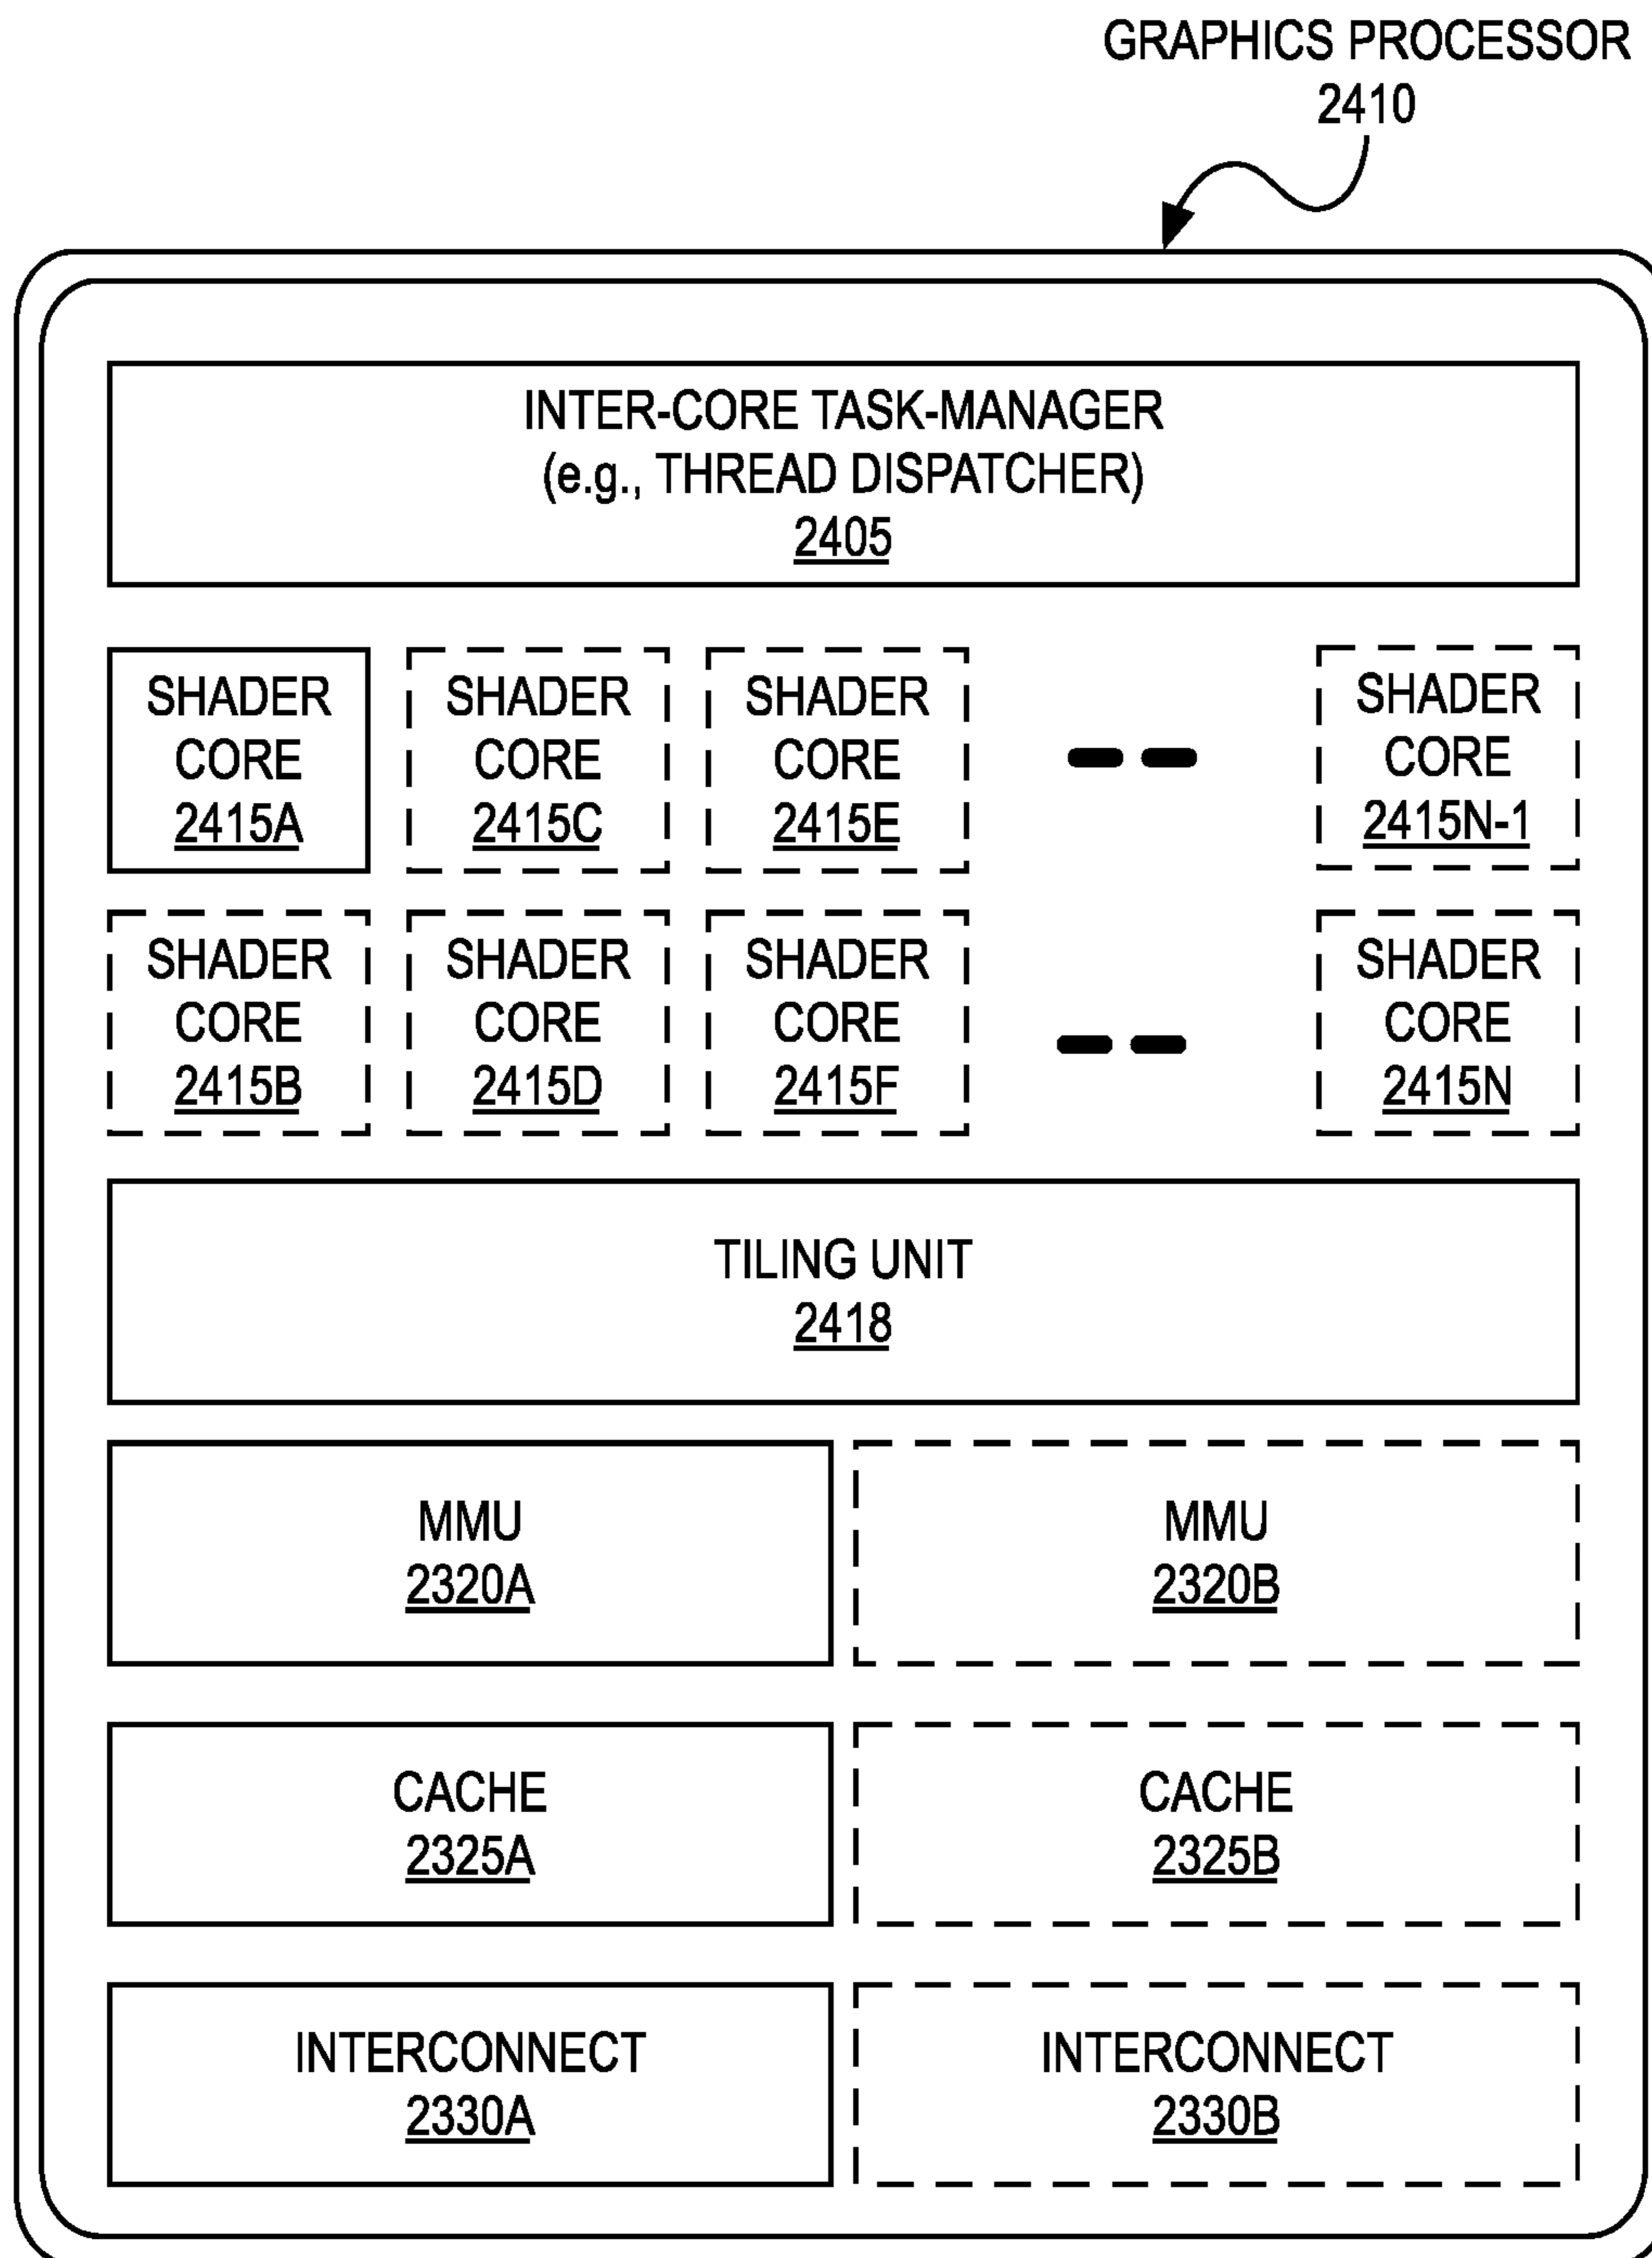 GRAPHICS PROCESSOR
2410
INTER-CORE TASK-MANAGER
(e.g., THREAD DISPATCHER)
2405
SHADER
CORE
2415A
SHADER
CORE
2415C
SHADER
CORE
2415E
SHADER
CORE
2415N-1
SHADER
CORE
2415B
SHADER
CORE
2415D
SHADER
CORE
2415F
SHADER
CORE
2415N
TILING UNIT
2418
MMU
2320A
MMU
2320B
CACHE
2325A
CACHE
2325B
INTERCONNECT
2330A
INTERCONNECT
2330B